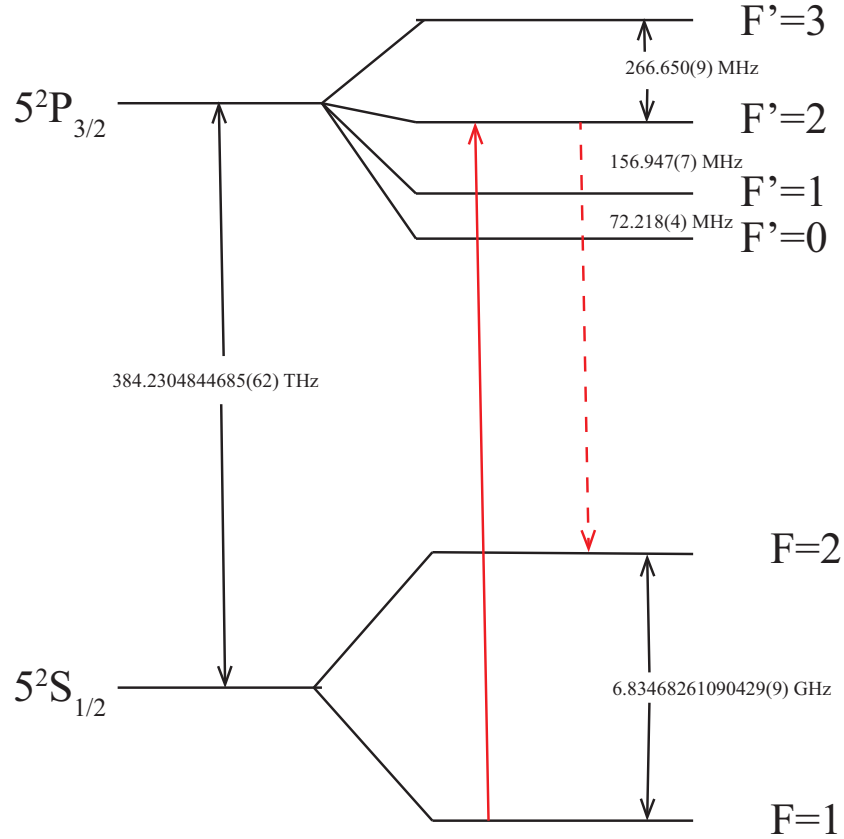 F’=3
266.650(9) MHz
5²P₃/₂
F’=2
156.947(7) MHz
F’=1
72.218(4) MHz
F’=0
384.2304844685(62) THz
F=2
5²S₁/₂
6.83468261090429(9) GHz
F=1